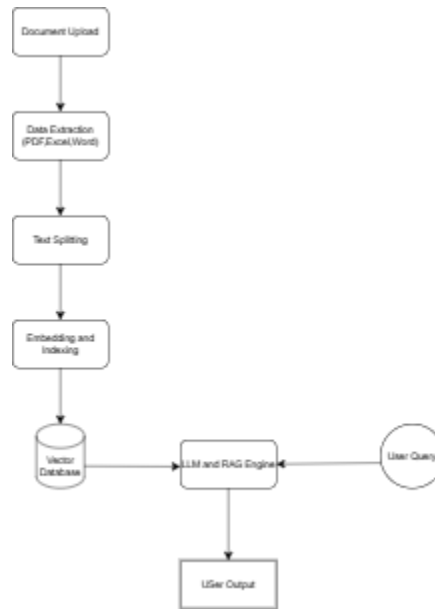 Document Upload
Data Extraction
(PDF,Excel,Word)
Text Splitting
Embedding and
Indexing
Vector
Database
LLM and RAG Engine
User Query
USer Output